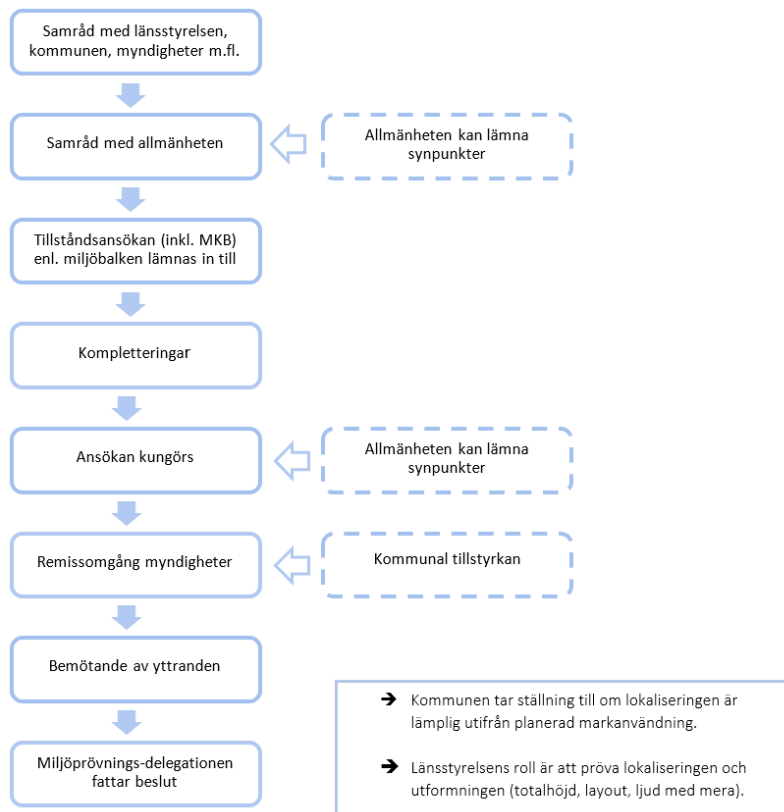 Samråd med länsstyrelsen,
kommunen, myndigheter m.fl.
Samråd med allmänheten
Allmänheten kan lämna
synpunkter
Tillståndsansökan (inkl. MKB)
enl. miljöbalken lämnas in till
Kompletteringar
Ansökan kungörs
Allmänheten kan lämna
synpunkter
Remissomgång myndigheter
Kommunal tillstyrkan
Bemötande av yttranden
Miljöprövnings-delegationen
fattar beslut
➔ Kommunen tar ställning till om lokaliseringen är
lämplig utifrån planerad markanvändning.
➔ Länsstyrelsens roll är att pröva lokaliseringen och
utformningen (totalhöjd, layout, ljud med mera).